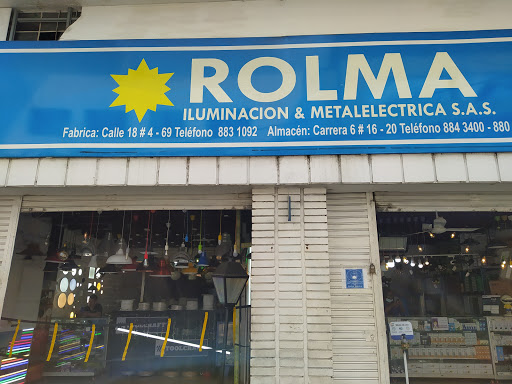 ROLMA
ILUMINACION & METALELECTRICA S.A.S.
Fabrica: Calle 18 # 4 - 69 Teléfono 883 1092 Almacén: Carrera 6 # 16 - 20 Teléfono 884 3400 - 880
TOOLCRAFT